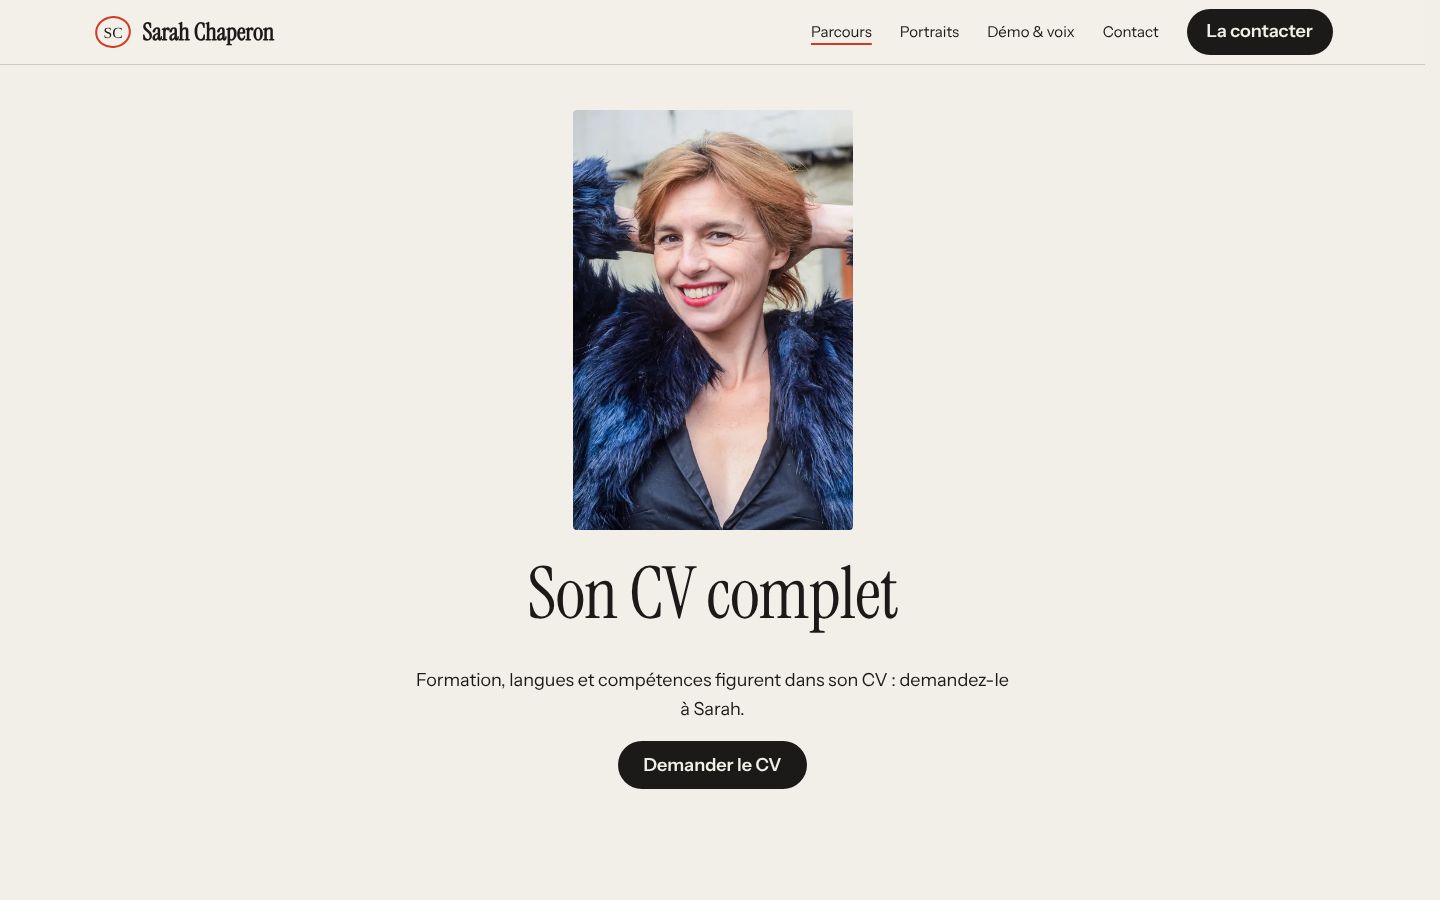 SC
Sarah Chaperon
Parcours
Portraits
Démo & voix
Contact
La contacter
Son CV complet
Formation, langues et compétences figurent dans son CV : demandez-le
à Sarah.
Demander le CV